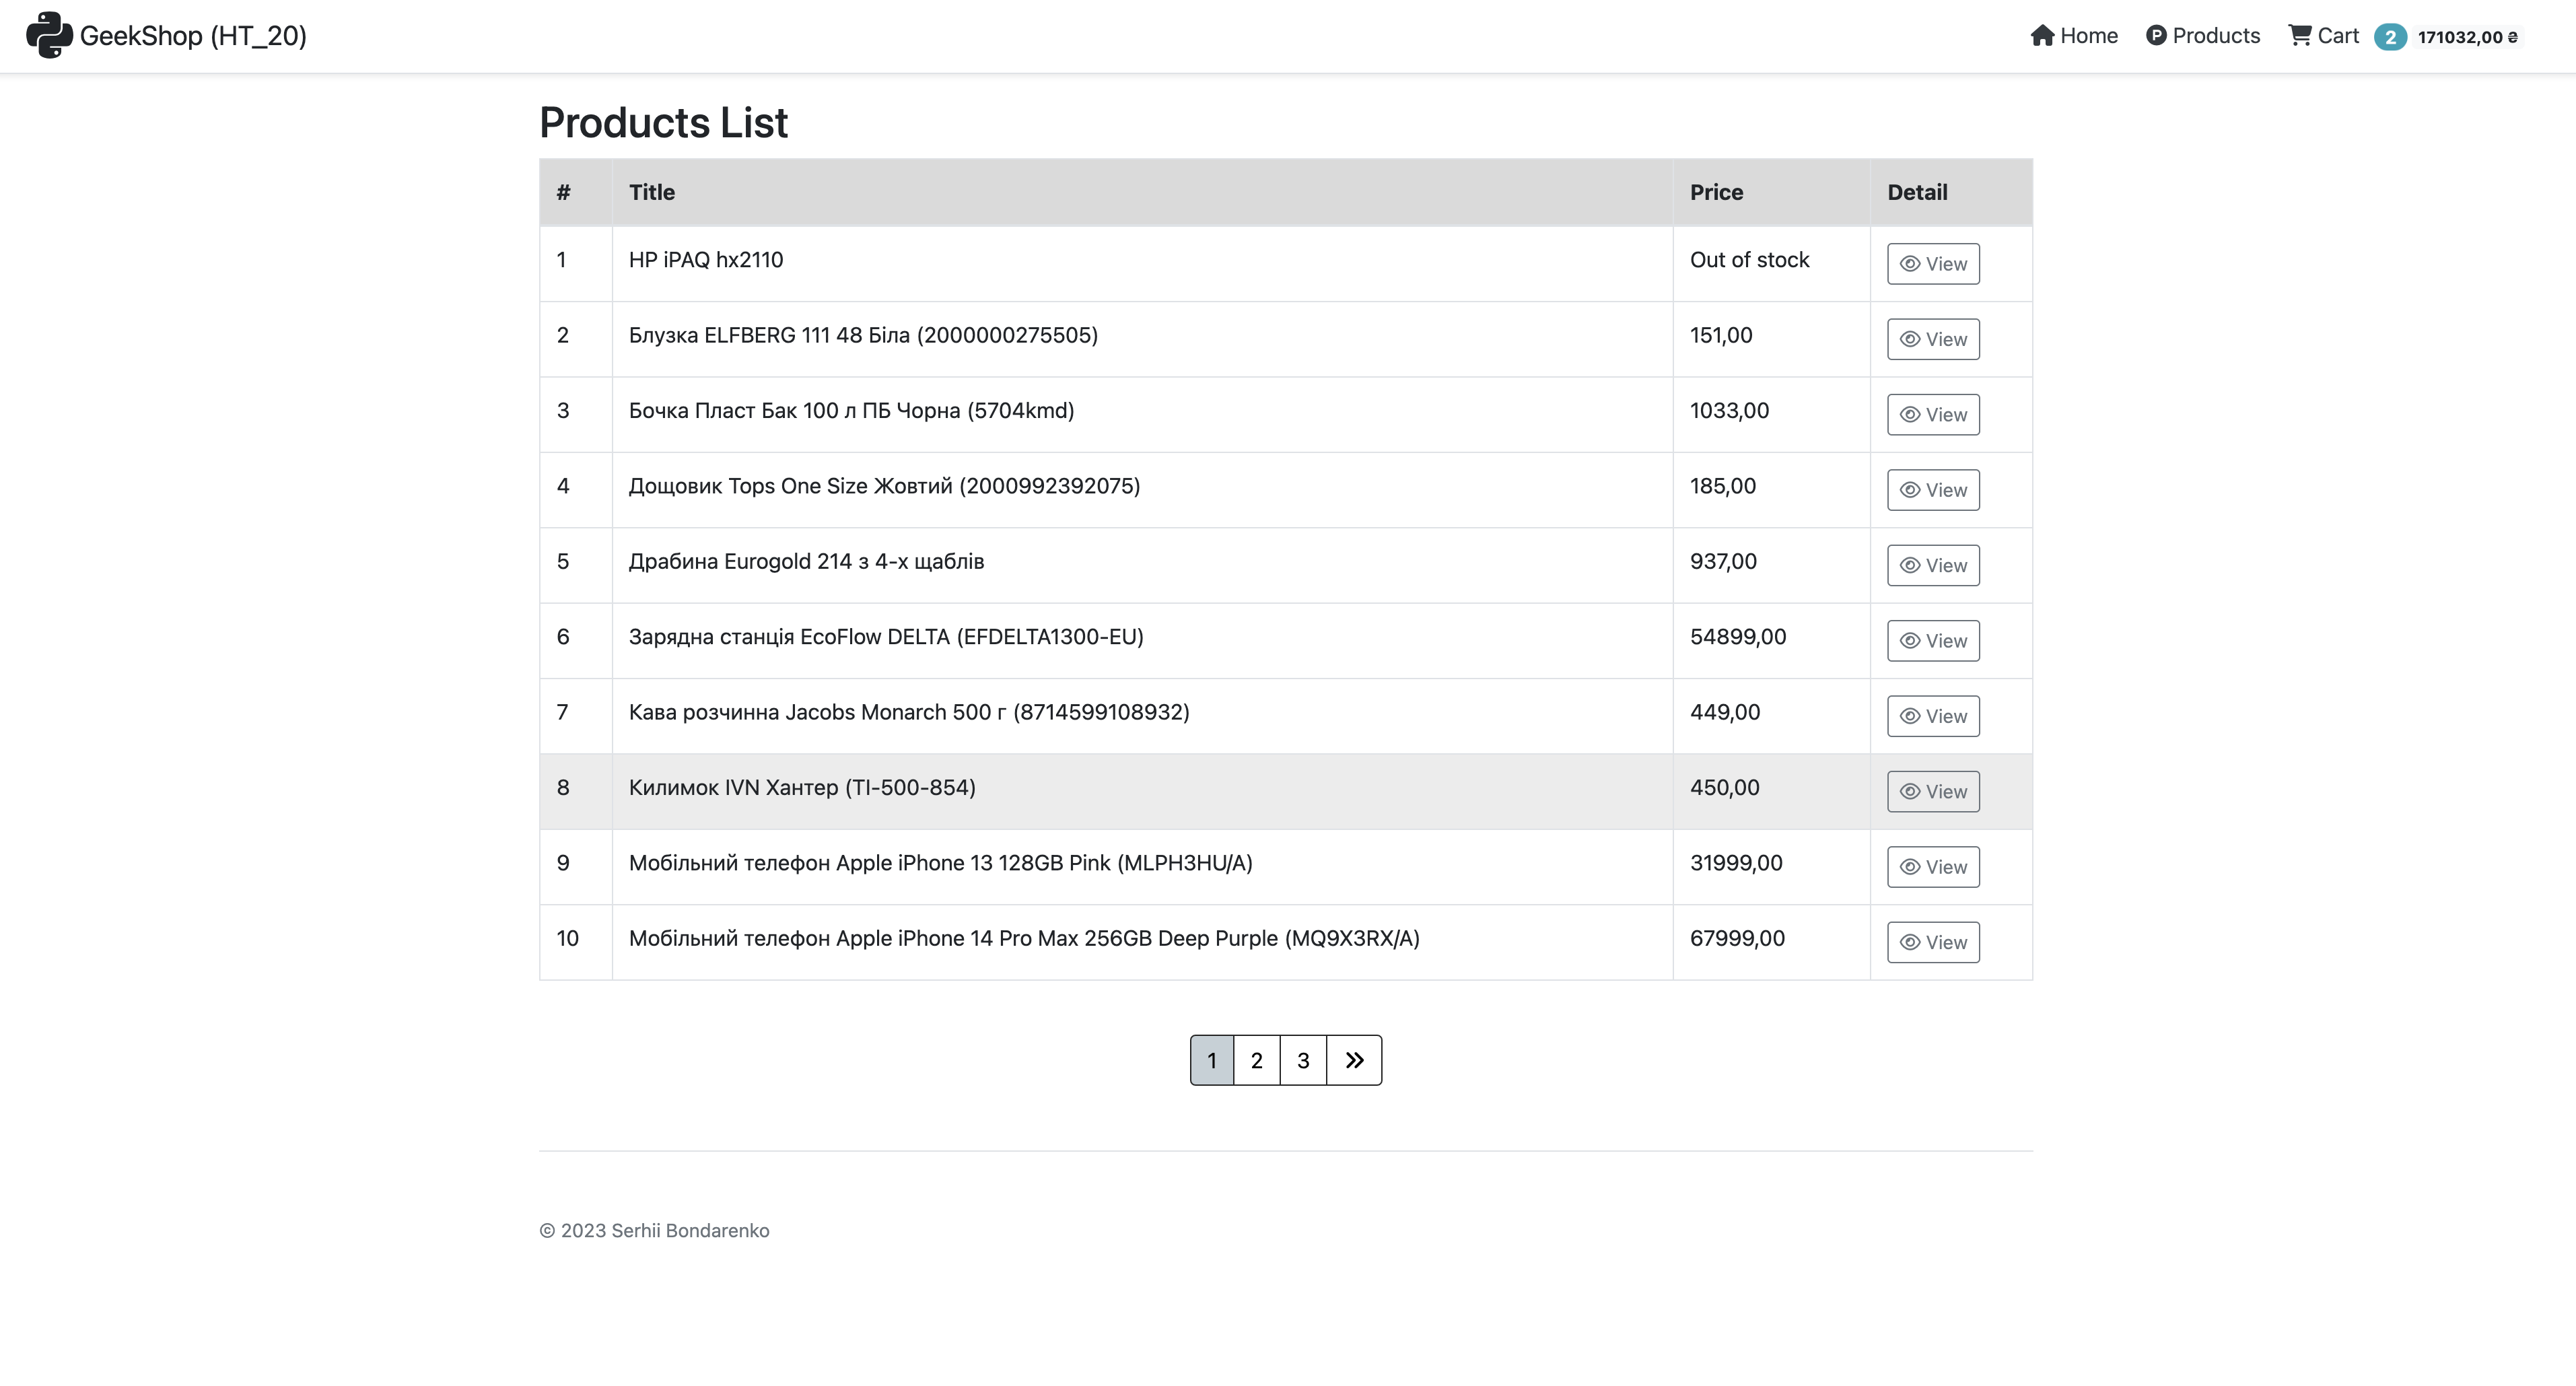 GeekShop (HT_20) Home Products Cart 2 171032,00 ₴
Products List
# Title Price Detail
1 HP iPAQ hx2110 Out of stock View
2 Блузка ELFBERG 111 48 Біла (2000000275505) 151,00 View
3 Бочка Пласт Бак 100 л ПБ Чорна (5704kmd) 1033,00 View
4 Дощовик Tops One Size Жовтий (2000992392075) 185,00 View
5 Драбина Eurogold 214 з 4-х щаблів 937,00 View
6 Зарядна станція EcoFlow DELTA (EFDELTA1300-EU) 54899,00 View
7 Кава розчинна Jacobs Monarch 500 г (8714599108932) 449,00 View
8 Килимок IVN Хантер (TI-500-854) 450,00 View
9 Мобільний телефон Apple iPhone 13 128GB Pink (MLPH3HU/A) 31999,00 View
10 Мобільний телефон Apple iPhone 14 Pro Max 256GB Deep Purple (MQ9X3RX/A) 67999,00 View
1 2 3 »
© 2023 Serhii Bondarenko